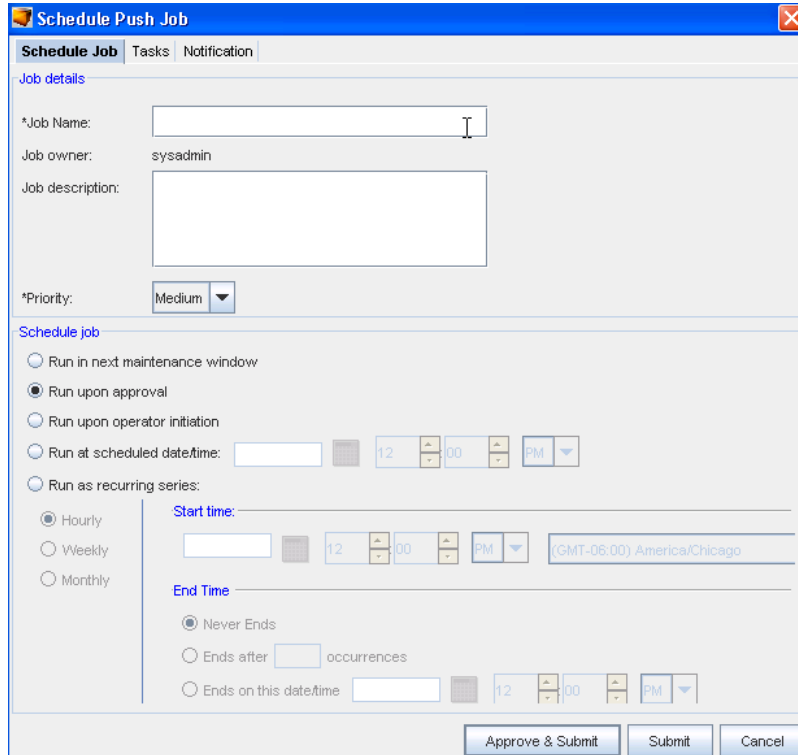 Schedule Push Job
Schedule Job Tasks Notification
Job details
*Job Name:
Job owner: sysadmin
Job description:
*Priority: Medium
Schedule job
Run in next maintenance window
Run upon approval
Run upon operator initiation
Run at scheduled date/time: 12 :00 PM
Run as recurring series:
Hourly
Weekly
Monthly
Start time:
12 :00 PM (GMT-06:00) America/Chicago
End Time
Never Ends
Ends after occurrences
Ends on this date/time 12 :00 PM
Approve & Submit Submit Cancel